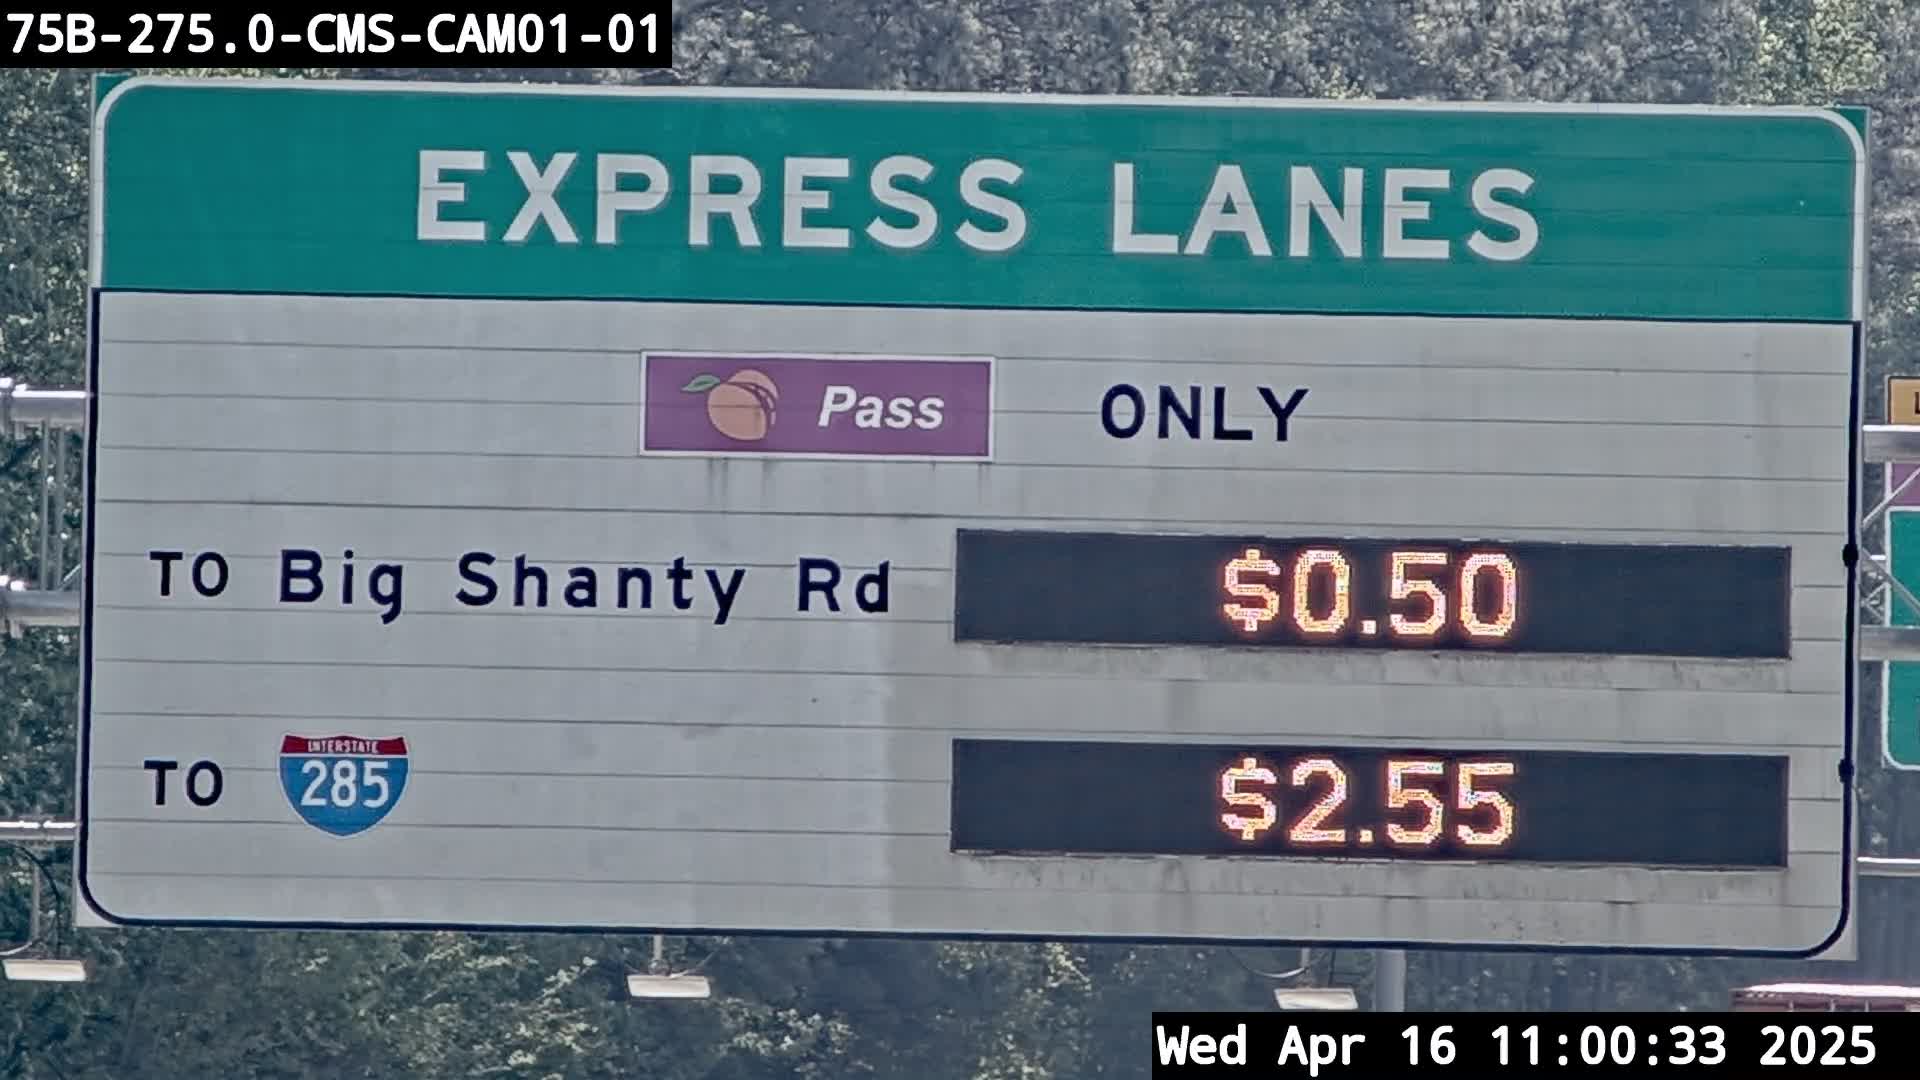 75B-275.0-CMS-CAM01-01
EXPRESS LANES
Pass ONLY
TO Big Shanty Rd $0.50
TO INTERSTATE 285 $2.55
Wed Apr 16 11:00:33 2025